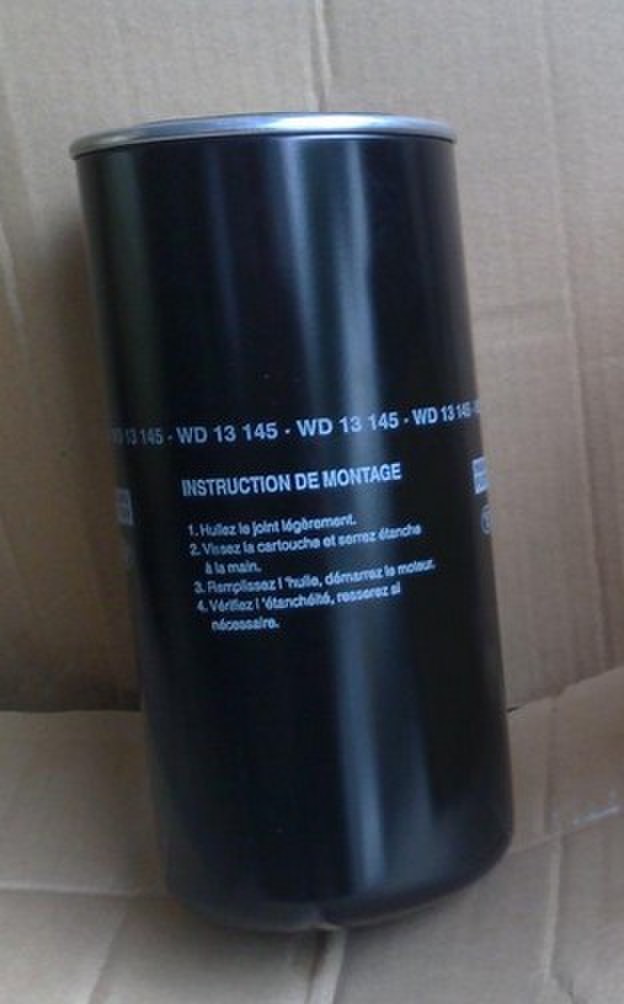 WD 13 145 - WD 13 145 - WD 13 145 - WD 13 145 -
INSTRUCTION DE MONTAGE
1. Huilez le joint légèrement.
2. Vissez la cartouche et serrez étanche
à la main.
3. Remplissez l'huile, démarrez le moteur.
4. Vérifiez l'étanchéité, resserez si
nécessaire.